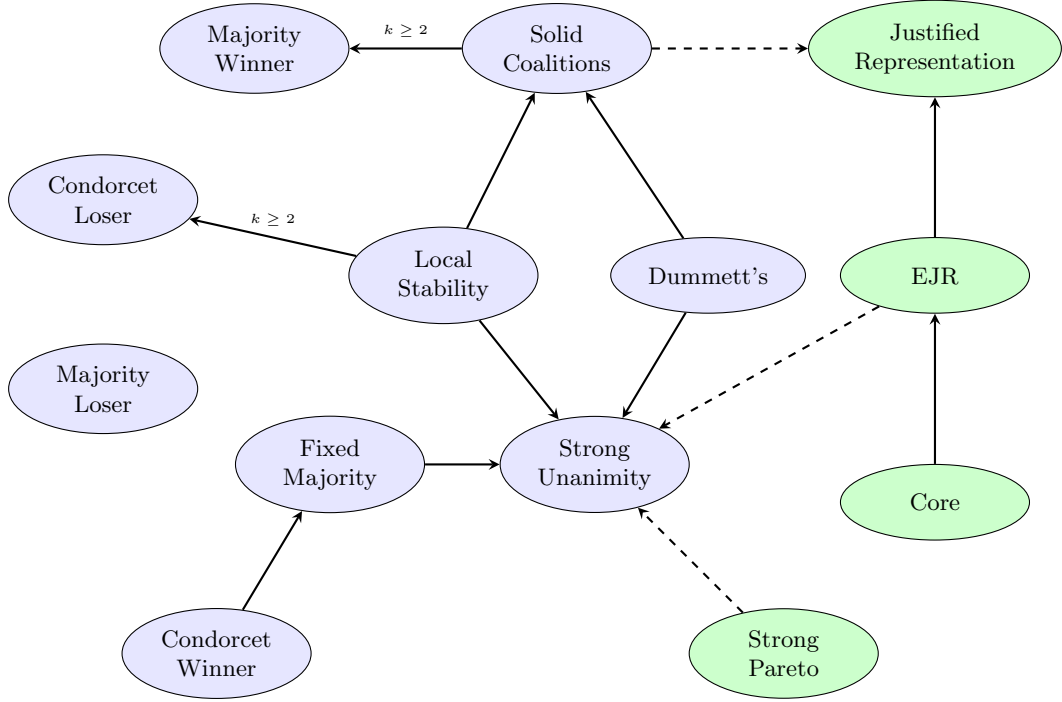 Majority
Winner
k ≥ 2
Solid
Coalitions
Justified
Representation
Condorcet
Loser
k ≥ 2
Local
Stability
Dummett's
EJR
Majority
Loser
Fixed
Majority
Strong
Unanimity
Core
Condorcet
Winner
Strong
Pareto